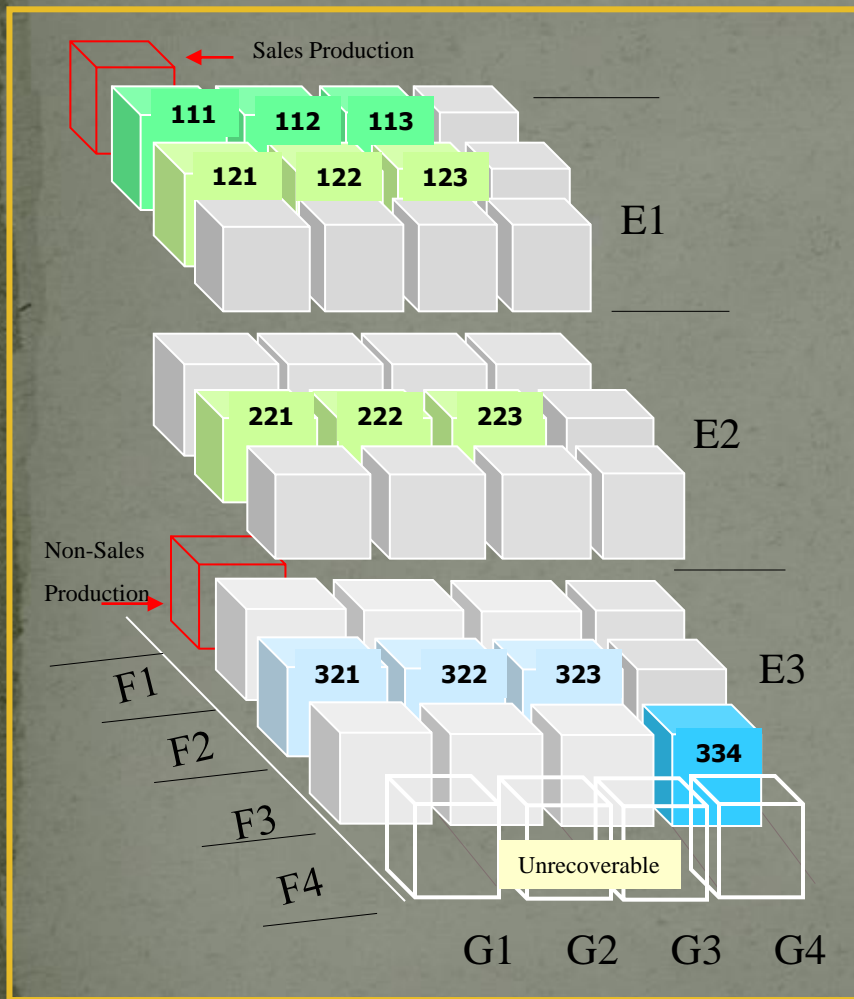 Sales Production
111
112
113
121
122
123
E1
221
222
223
E2
Non-Sales
Production
321
322
323
E3
334
F1
F2
F3
F4
Unrecoverable
G1
G2
G3
G4